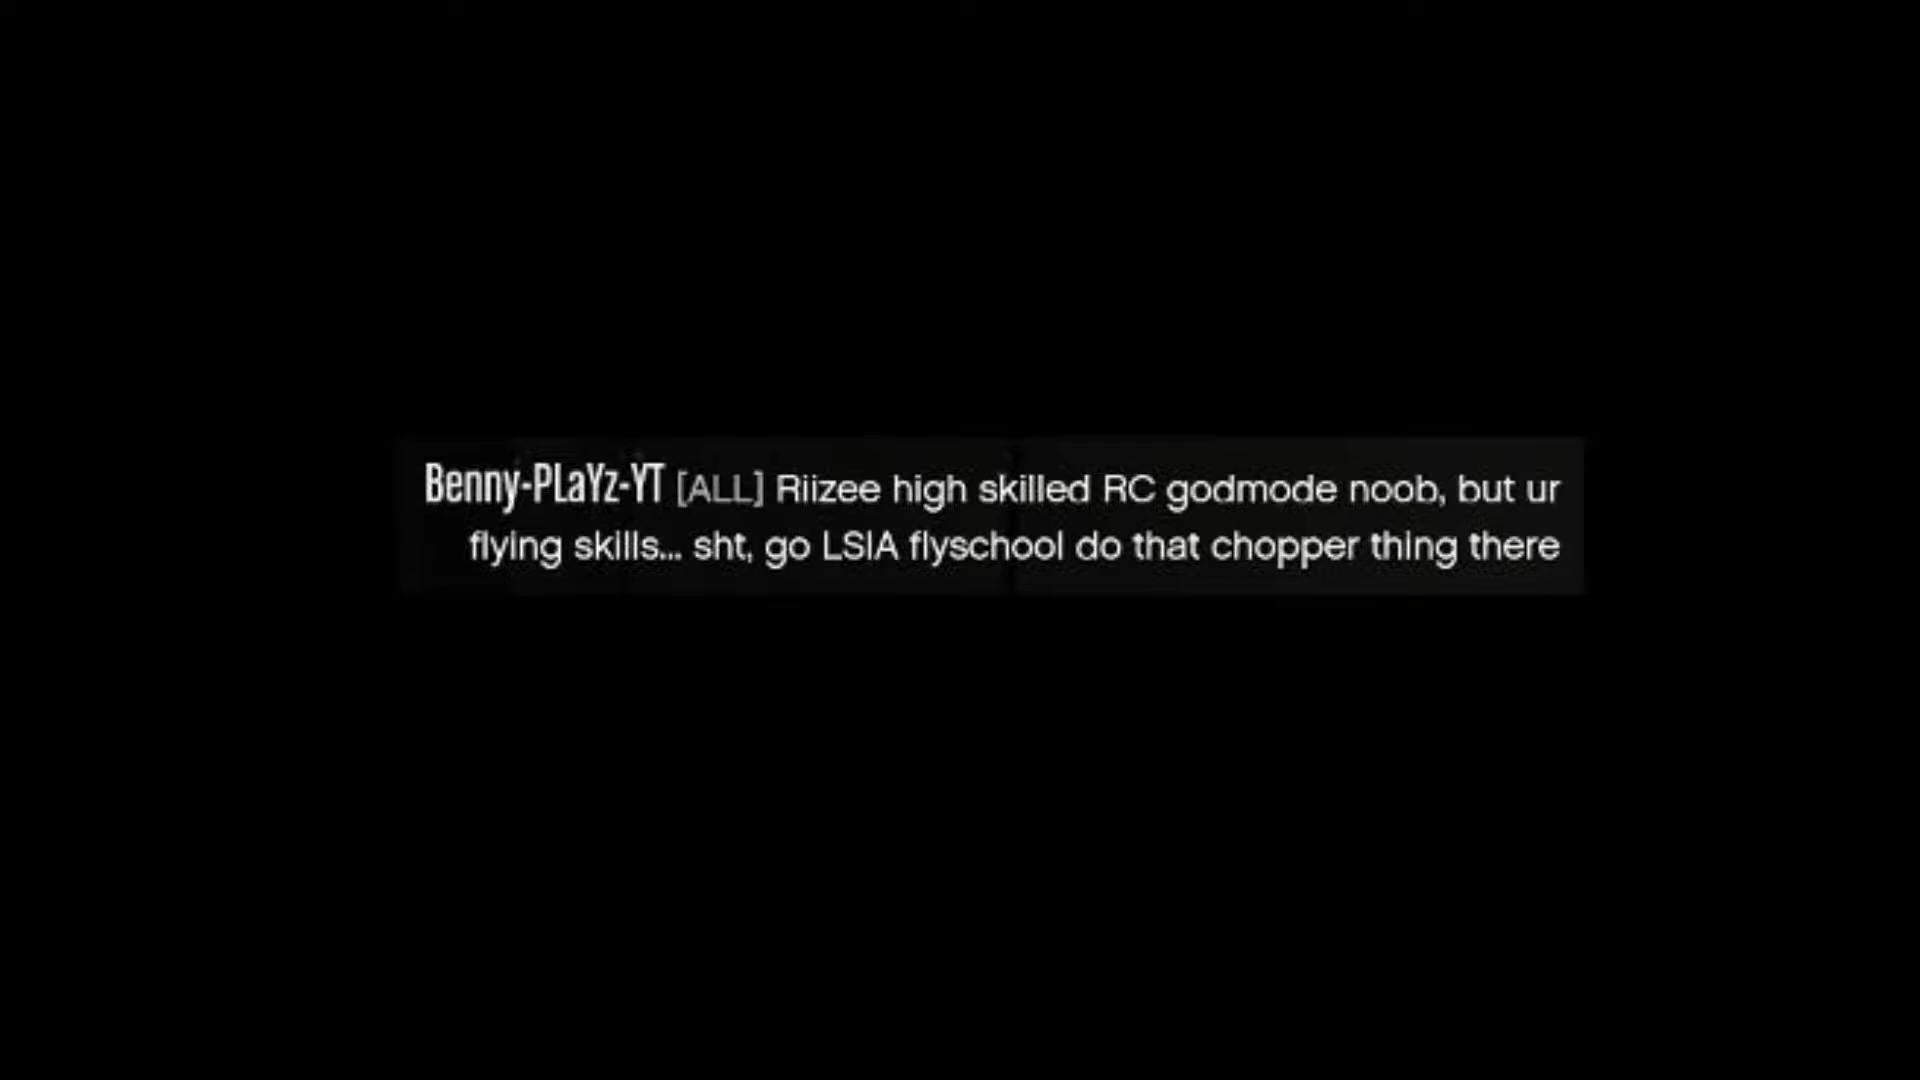 Benny-PLaYz-YT [ALL] Riizee high skilled RC godmode noob, but ur
flying skills... sht, go LSIA flyschool do that chopper thing there